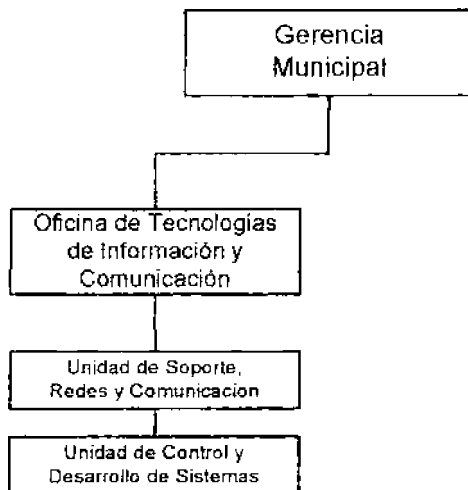 Gerencia
Municipal
Oficina de Tecnologías
de Información y
Comunicación
Unidad de Soporte,
Redes y Comunicacion
Unidad de Control y
Desarrollo de Sistemas